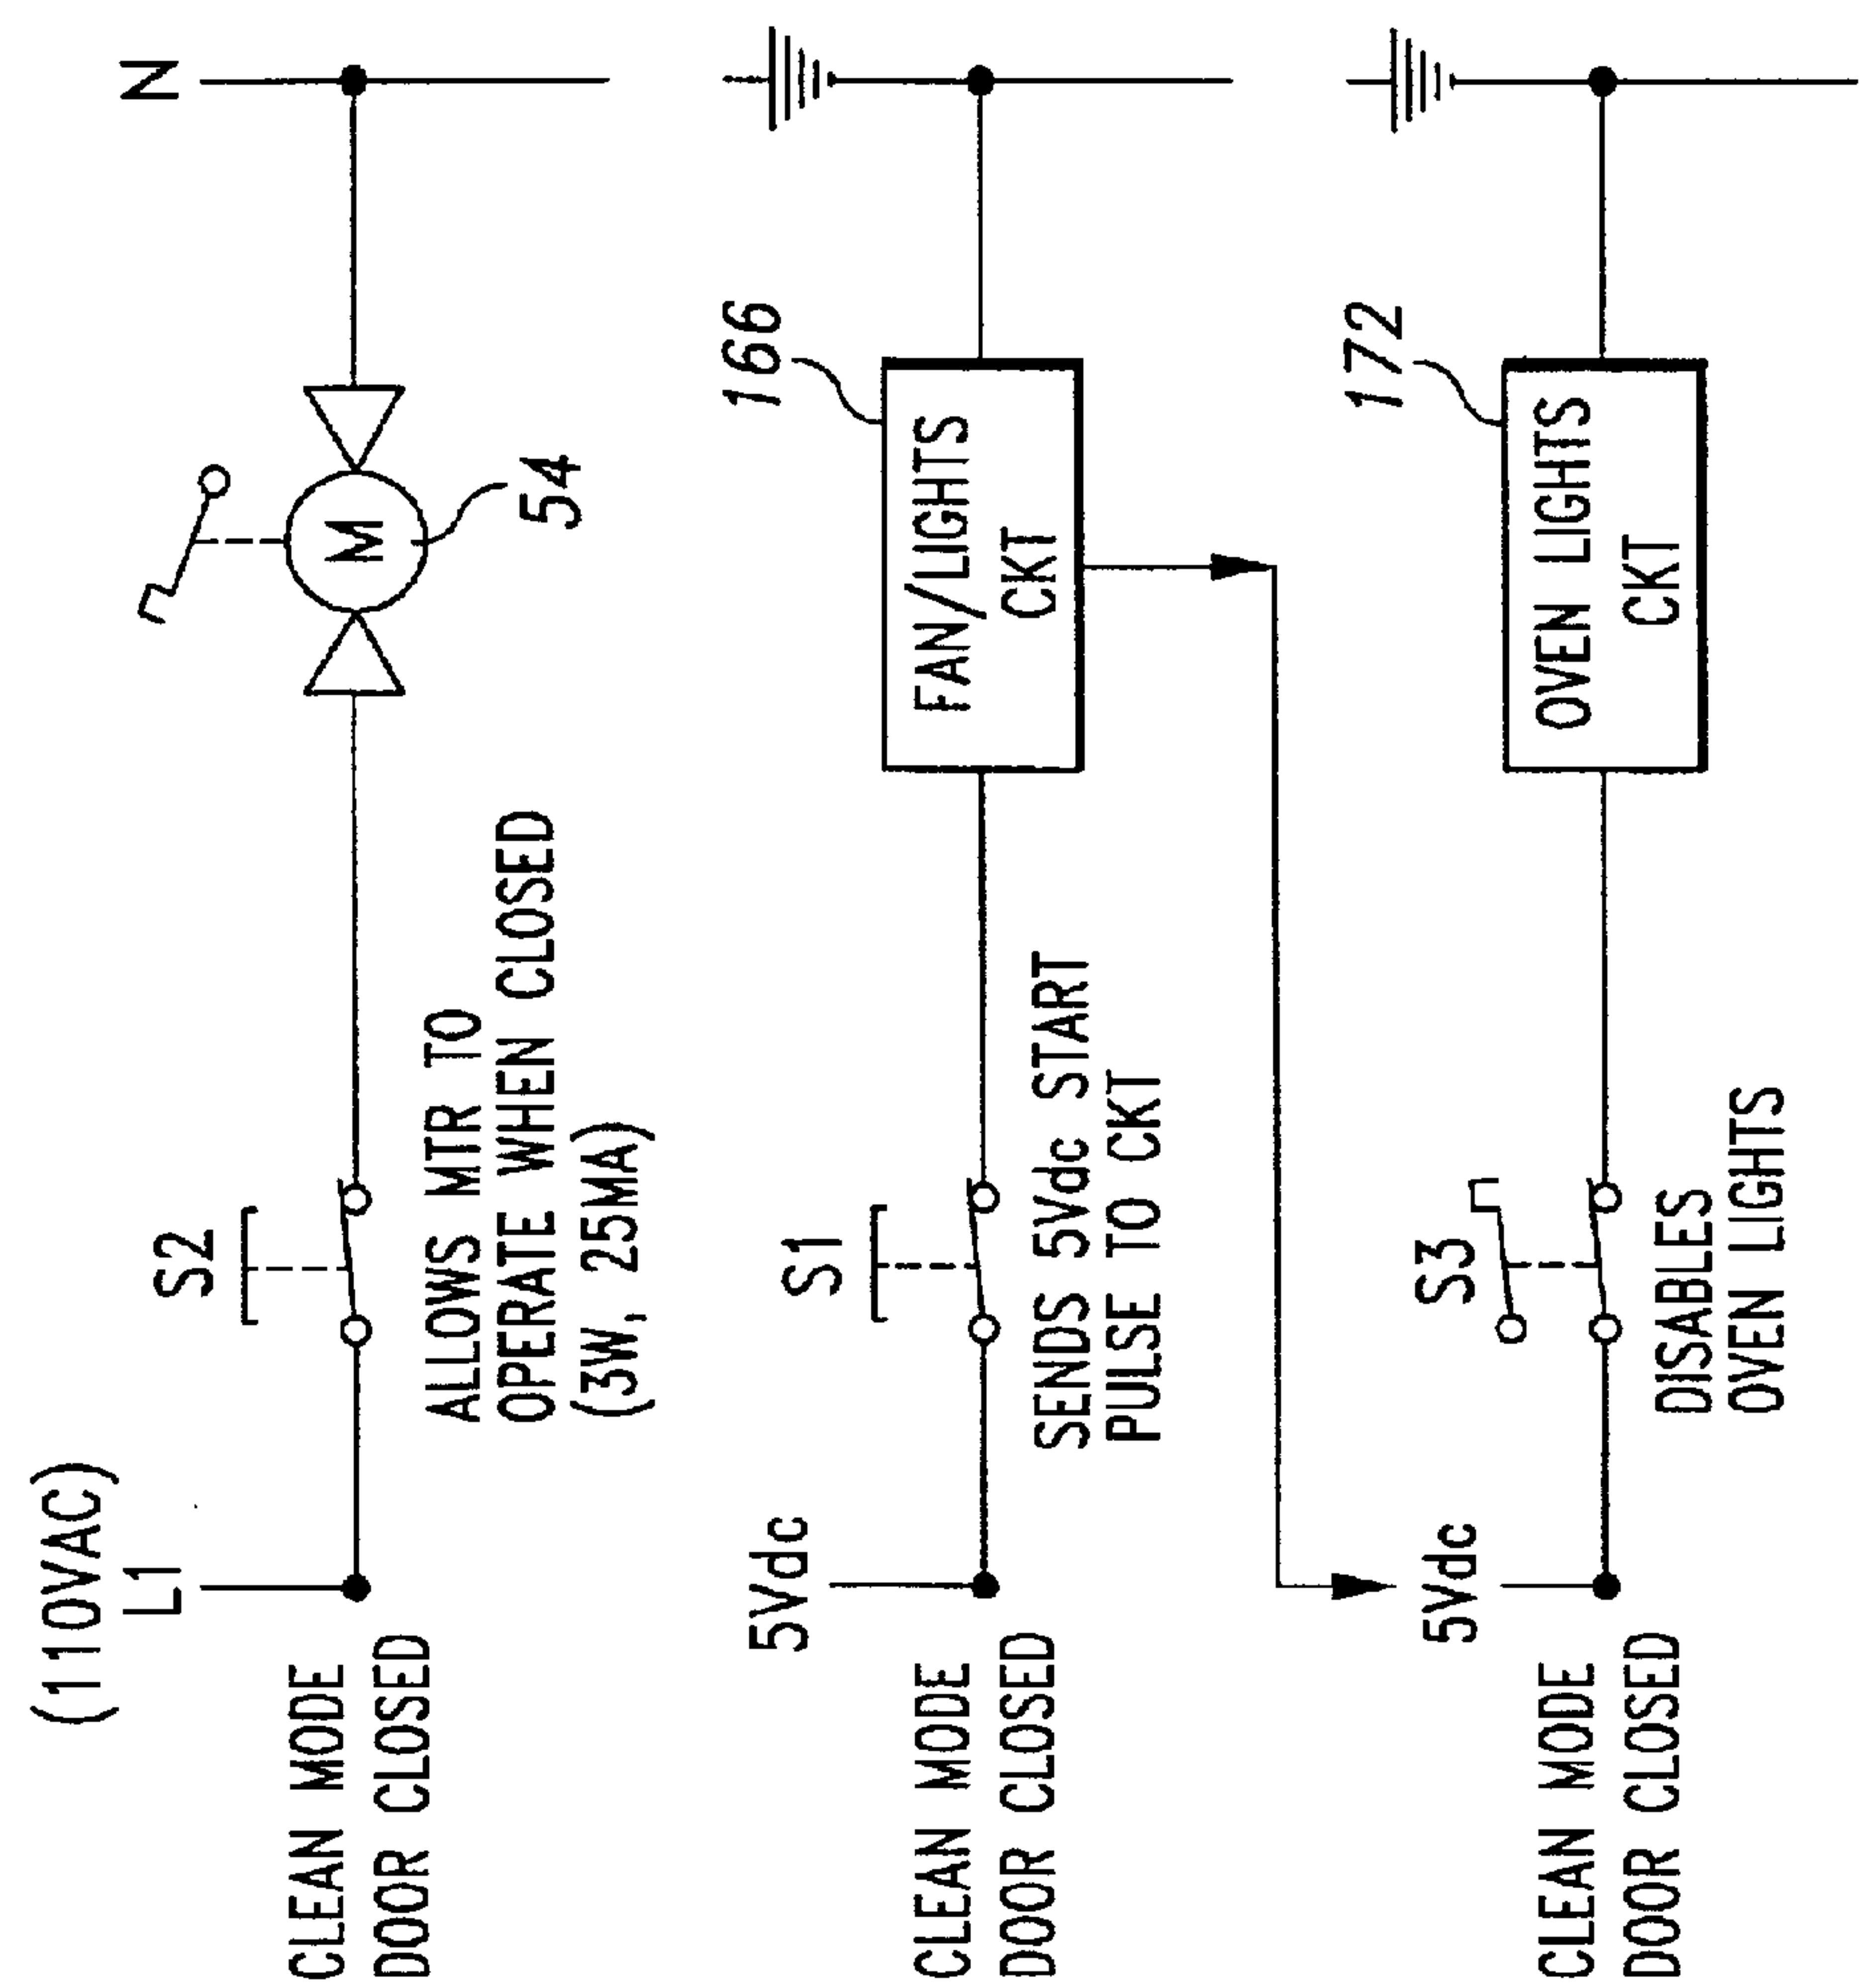 (110VAC)
L1
N
CLEAN MODE
DOOR CLOSED
S2
ALLOWS MTR TO
OPERATE WHEN CLOSED
(3W, 25MA)
M
54
5Vdc
CLEAN MODE
DOOR CLOSED
S1
SENDS 5Vdc START
PULSE TO CKT
166
FAN/LIGHTS
CKT
5Vdc
CLEAN MODE
DOOR CLOSED
S3
DISABLES
OVEN LIGHTS
172
OVEN LIGHTS
CKT